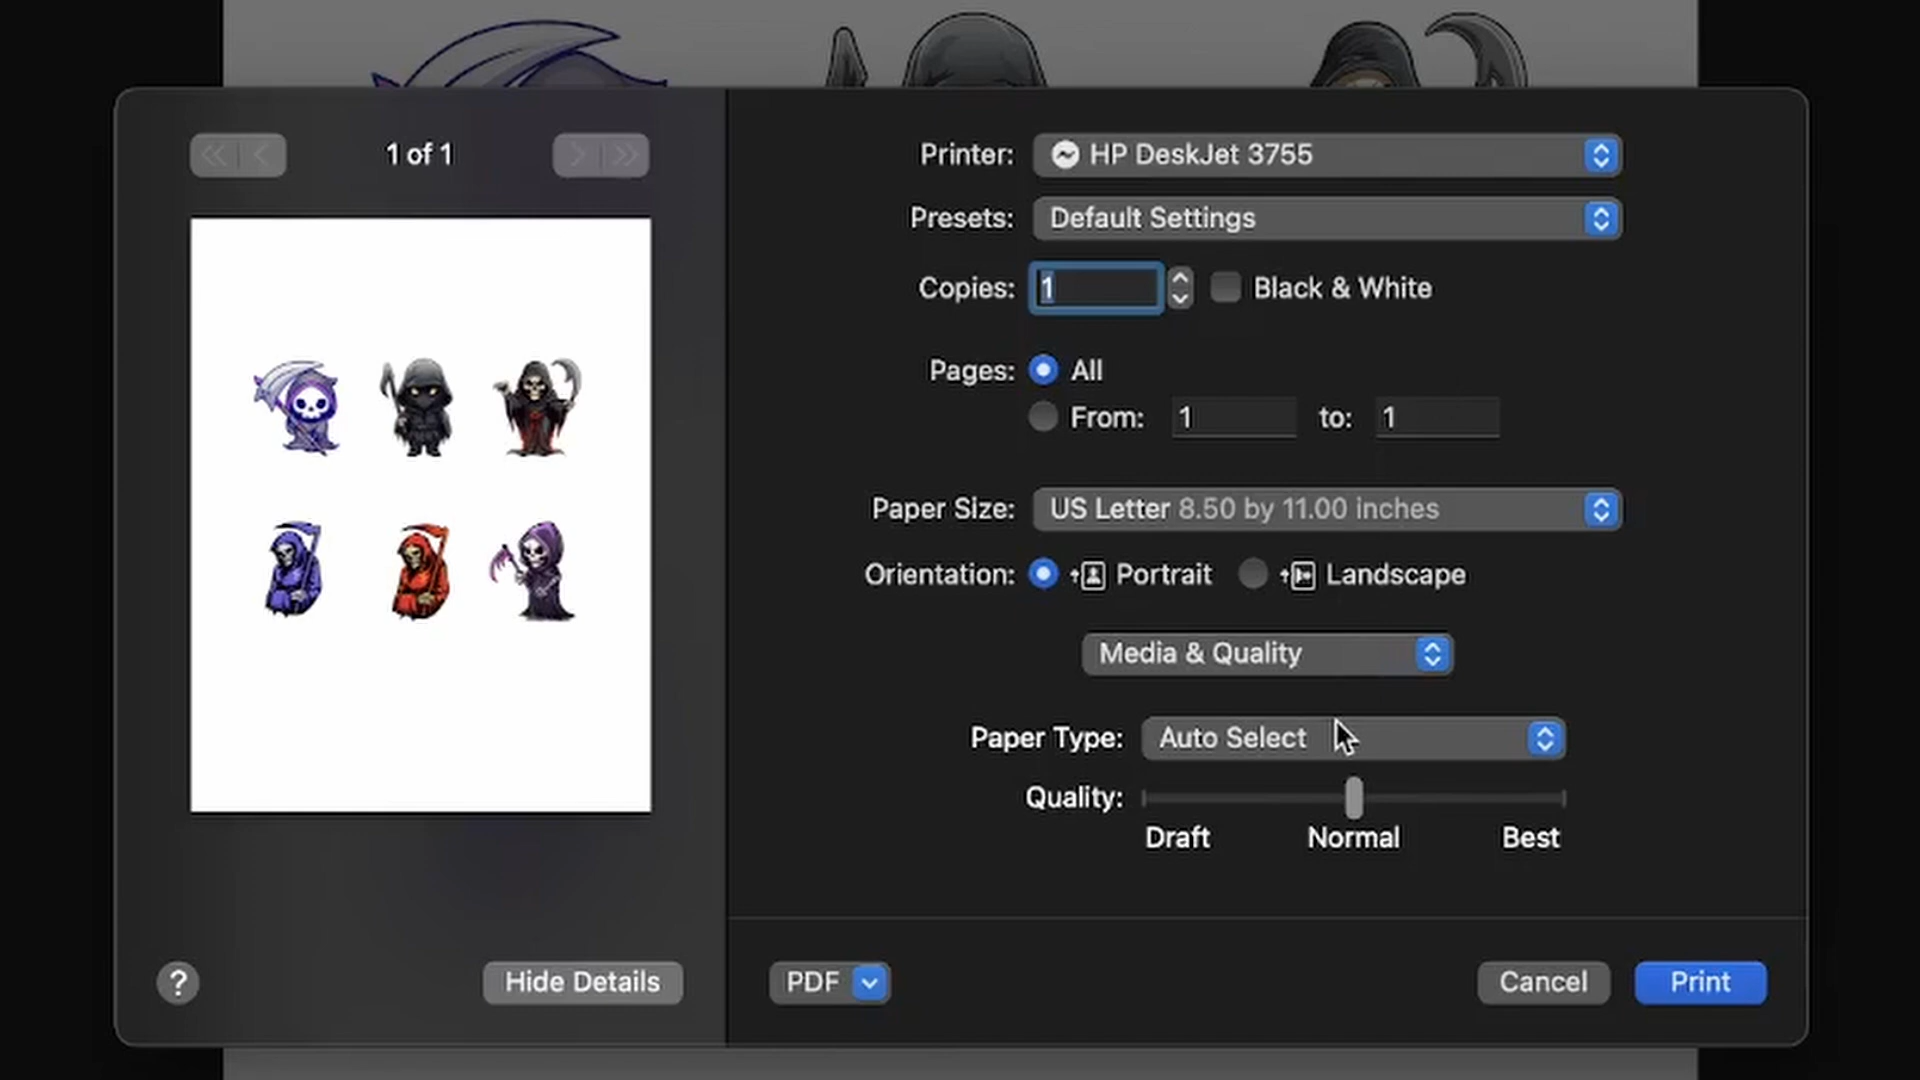 1 of 1
Printer: HP DeskJet 3755
Presets: Default Settings
Copies: 1 Black & White
Pages: All
From: 1 to: 1
Paper Size: US Letter 8.50 by 11.00 inches
Orientation: Portrait Landscape
Media & Quality
Paper Type: Auto Select
Quality:
Draft Normal Best
? Hide Details PDF Cancel Print